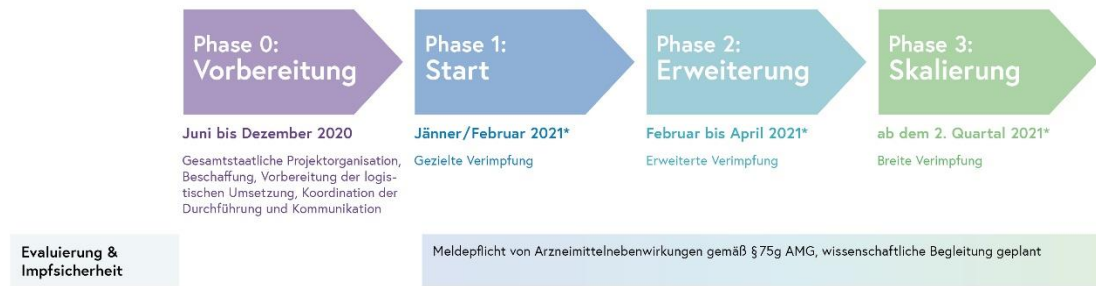 Phase 0:
Vorbereitung
Phase 1:
Start
Phase 2:
Erweiterung
Phase 3:
Skalierung
Juni bis Dezember 2020
Gesamtstaatliche Projektorganisation,
Beschaffung, Vorbereitung der logis-
tischen Umsetzung, Koordination der
Durchführung und Kommunikation
Jänner/Februar 2021*
Gezielte Verimpfung
Februar bis April 2021*
Erweiterte Verimpfung
ab dem 2. Quartal 2021*
Breite Verimpfung
Evaluierung &
Impfsicherheit
Meldepflicht von Arzneimittelnebenwirkungen gemäß § 75g AMG, wissenschaftliche Begleitung geplant